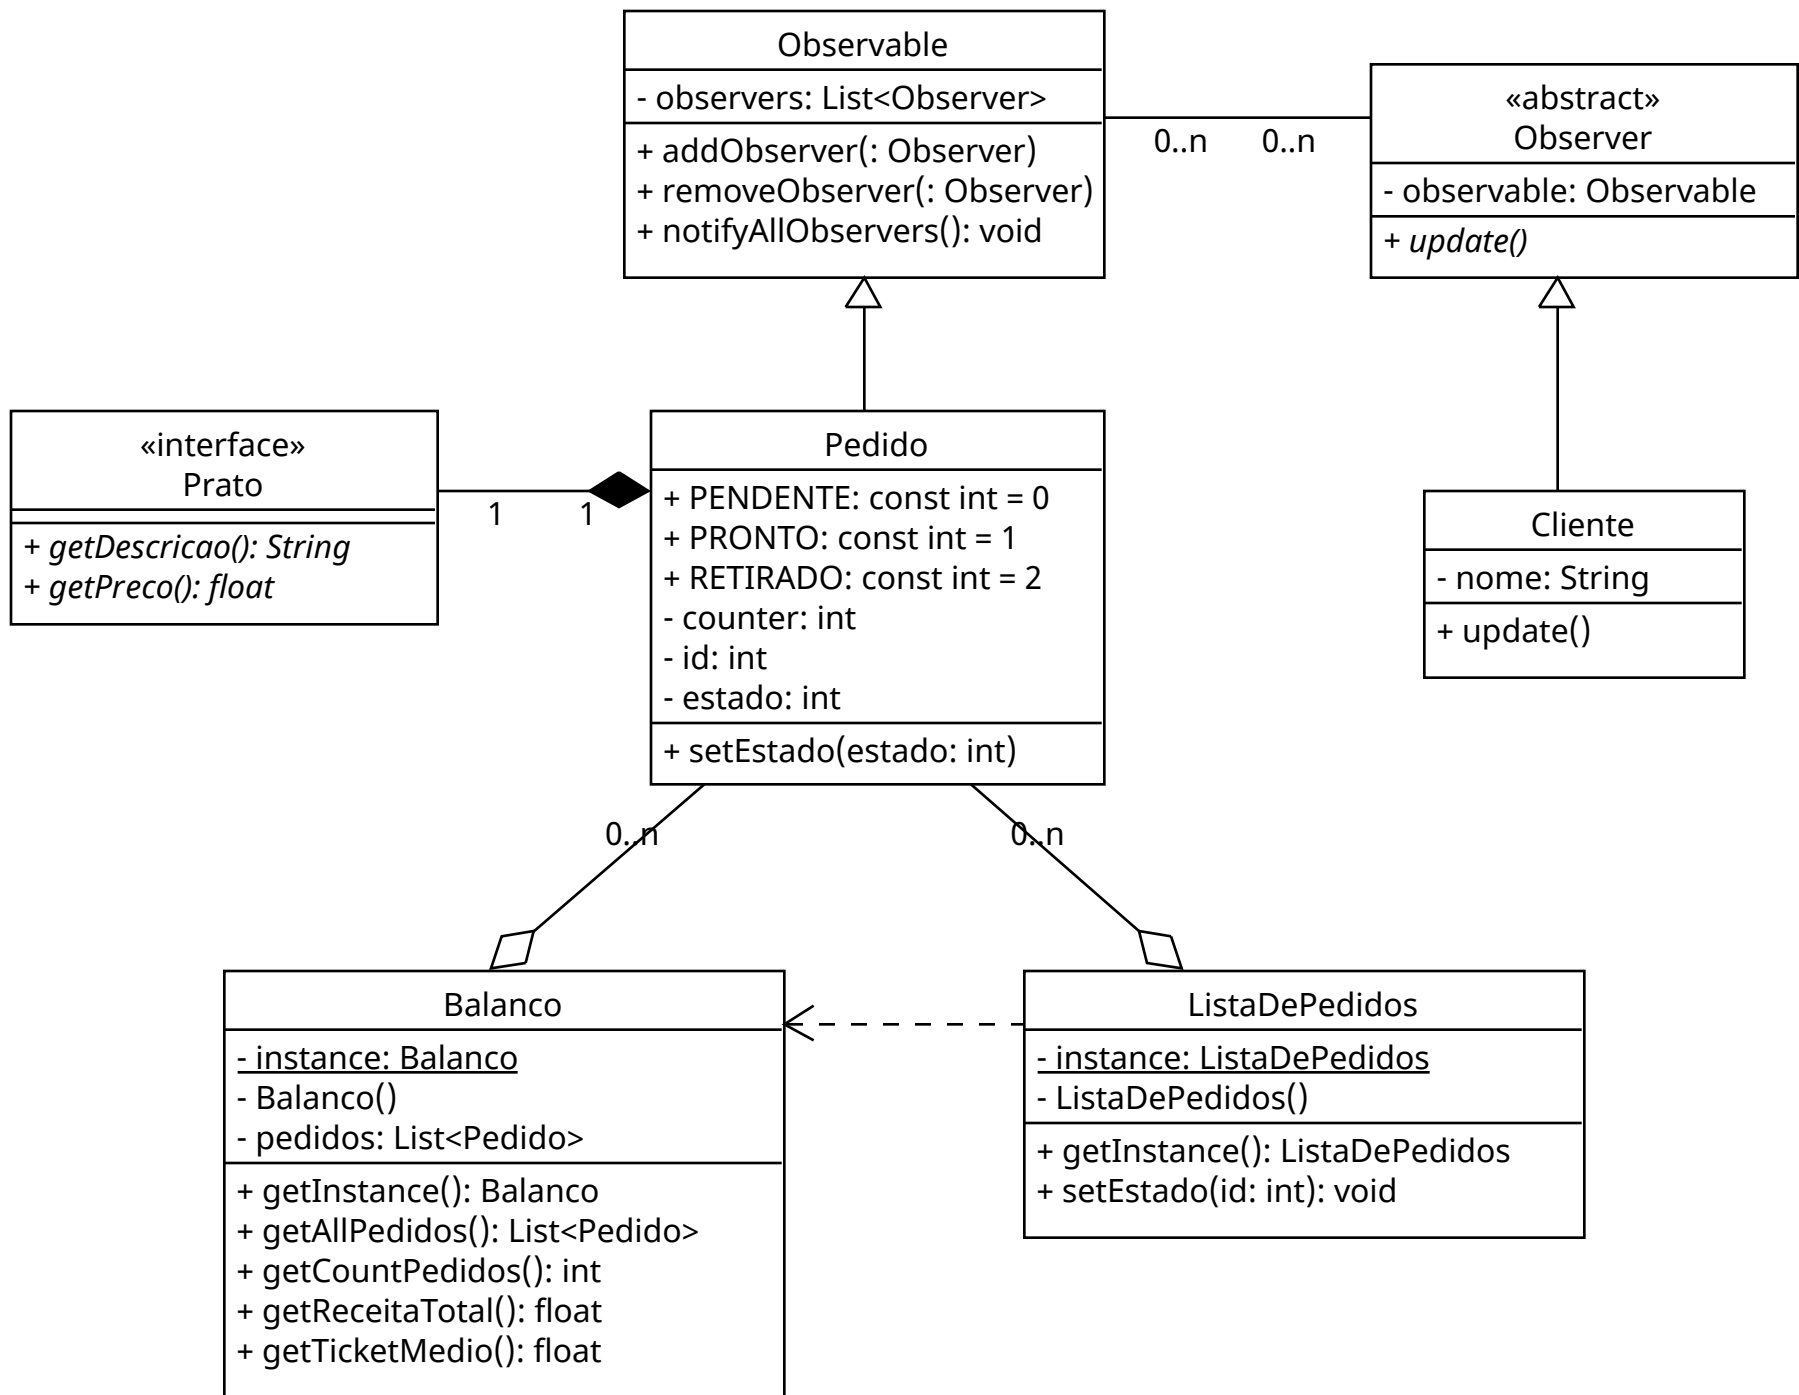 Observable
- observers: List<Observer>
+ addObserver(: Observer)
+ removeObserver(: Observer)
+ notifyAllObservers(): void
0..n
0..n
«abstract»
Observer
- observable: Observable
+ update()
«interface»
Prato
+ getDescricao(): String
+ getPreco(): float
1
1
Pedido
+ PENDENTE: const int = 0
+ PRONTO: const int = 1
+ RETIRADO: const int = 2
- counter: int
- id: int
- estado: int
+ setEstado(estado: int)
Cliente
- nome: String
+ update()
0..n
0..n
Balanco
- instance: Balanco
- Balanco()
- pedidos: List<Pedido>
+ getInstance(): Balanco
+ getAllPedidos(): List<Pedido>
+ getCountPedidos(): int
+ getReceitaTotal(): float
+ getTicketMedio(): float
ListaDePedidos
- instance: ListaDePedidos
- ListaDePedidos()
+ getInstance(): ListaDePedidos
+ setEstado(id: int): void